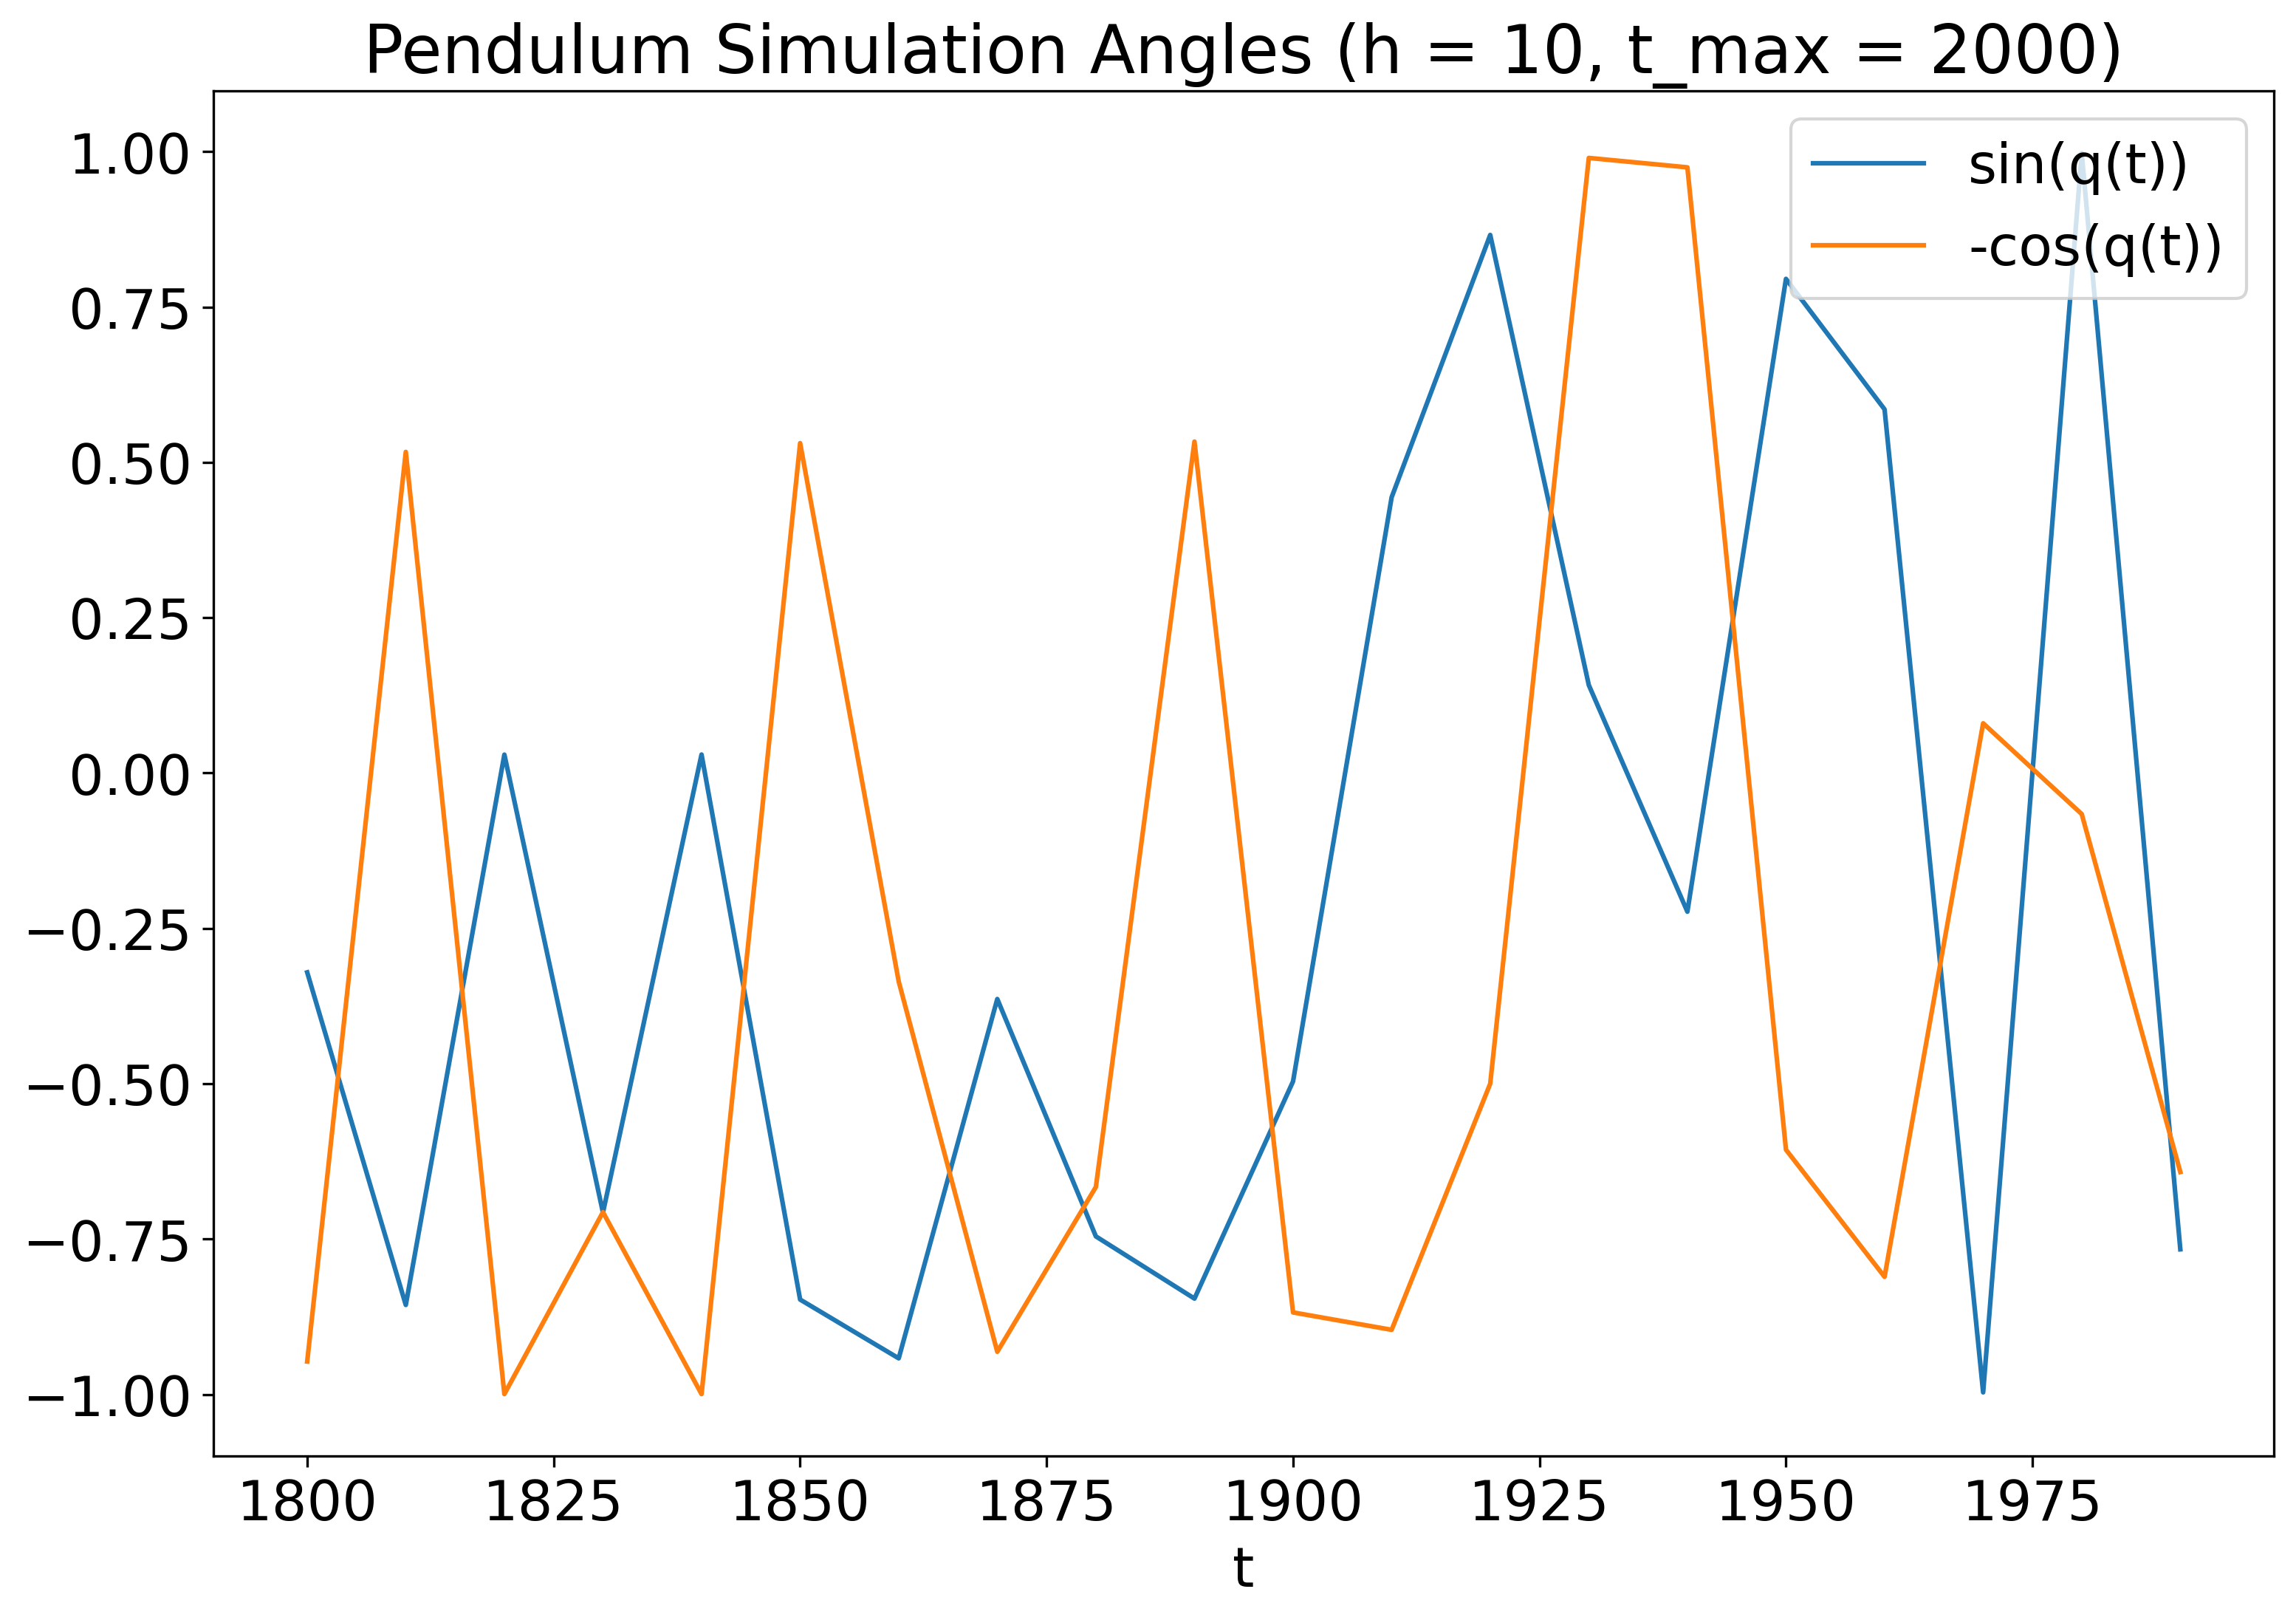 Pendulum Simulation Angles (h = 10, t_max = 2000)
sin(q(t))
-cos(q(t))
1.00
0.75
0.50
0.25
0.00
−0.25
−0.50
−0.75
−1.00
1800 1825 1850 1875 1900 1925 1950 1975
t